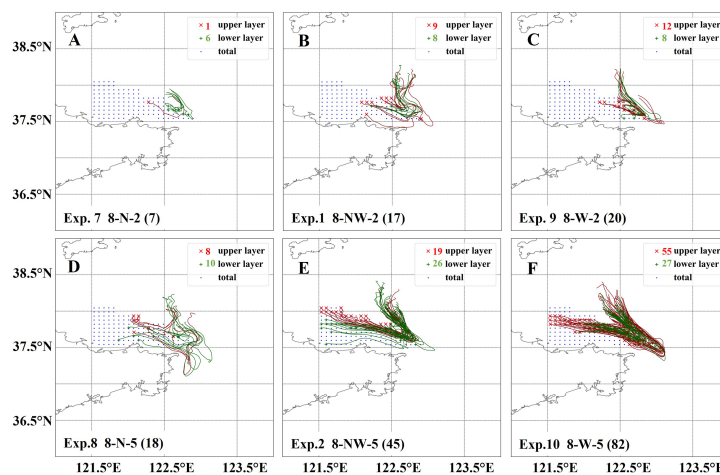 A
× 1 upper layer
+ 6 lower layer
· total
Exp. 7 8-N-2 (7)
B
× 9 upper layer
+ 8 lower layer
· total
Exp.1 8-NW-2 (17)
C
× 12 upper layer
+ 8 lower layer
· total
Exp. 9 8-W-2 (20)
38.5°N
37.5°N
36.5°N
D
× 8 upper layer
+ 10 lower layer
· total
Exp.8 8-N-5 (18)
E
× 19 upper layer
+ 26 lower layer
· total
Exp.2 8-NW-5 (45)
F
× 55 upper layer
+ 27 lower layer
· total
Exp.10 8-W-5 (82)
38.5°N
37.5°N
36.5°N
121.5°E 122.5°E 123.5°E
121.5°E 122.5°E 123.5°E
121.5°E 122.5°E 123.5°E